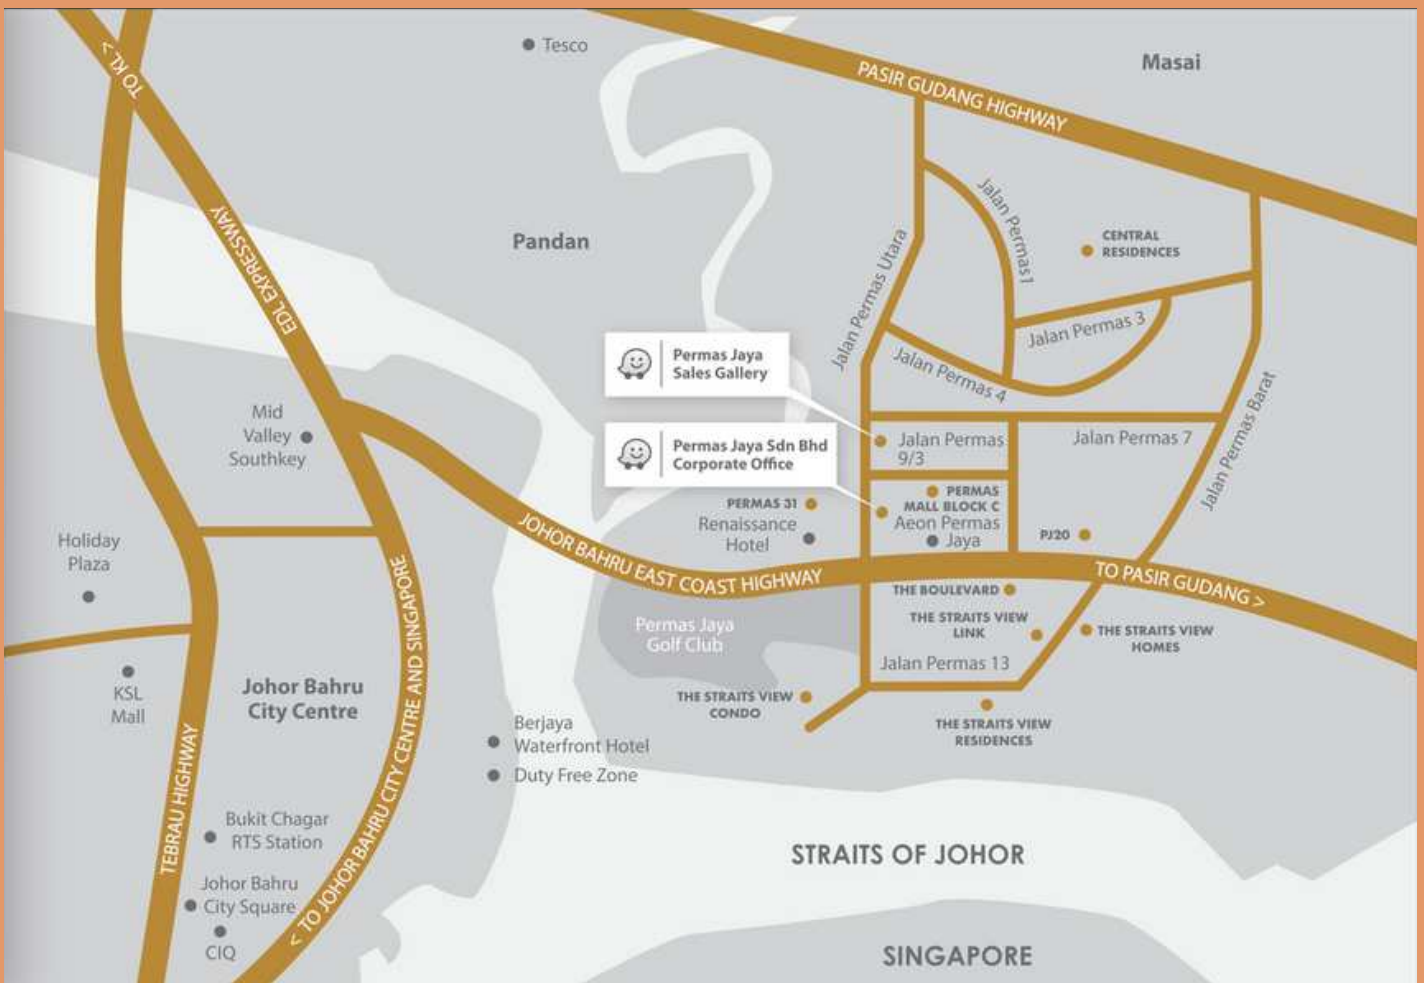 Tesco
Masai
< TO KL
PASIR GUDANG HIGHWAY
Jalan Permas 1
CENTRAL
RESIDENCES
Pandan
EDL EXPRESSWAY
Jalan Permas Utara
Jalan Permas 3
Jalan Permas 4
Permas Jaya
Sales Gallery
Jalan Permas Barat
Mid
Valley
Southkey
Jalan Permas
9/3
Jalan Permas 7
Permas Jaya Sdn Bhd
Corporate Office
PERMAS
MALL BLOCK C
PERMAS 31
Renaissance
Hotel
Aeon Permas
Jaya
PJ20
Holiday
Plaza
JOHOR BAHRU EAST COAST HIGHWAY
TO PASIR GUDANG >
THE BOULEVARD
THE STRAITS VIEW
LINK
THE STRAITS VIEW
HOMES
Permas Jaya
Golf Club
Jalan Permas 13
KSL
Mall
Johor Bahru
City Centre
THE STRAITS VIEW
CONDO
THE STRAITS VIEW
RESIDENCES
Berjaya
Waterfront Hotel
Duty Free Zone
TEBRAU HIGHWAY
< TO JOHOR BAHRU CITY CENTRE AND SINGAPORE
Bukit Chagar
RTS Station
STRAITS OF JOHOR
Johor Bahru
City Square
CIQ
SINGAPORE